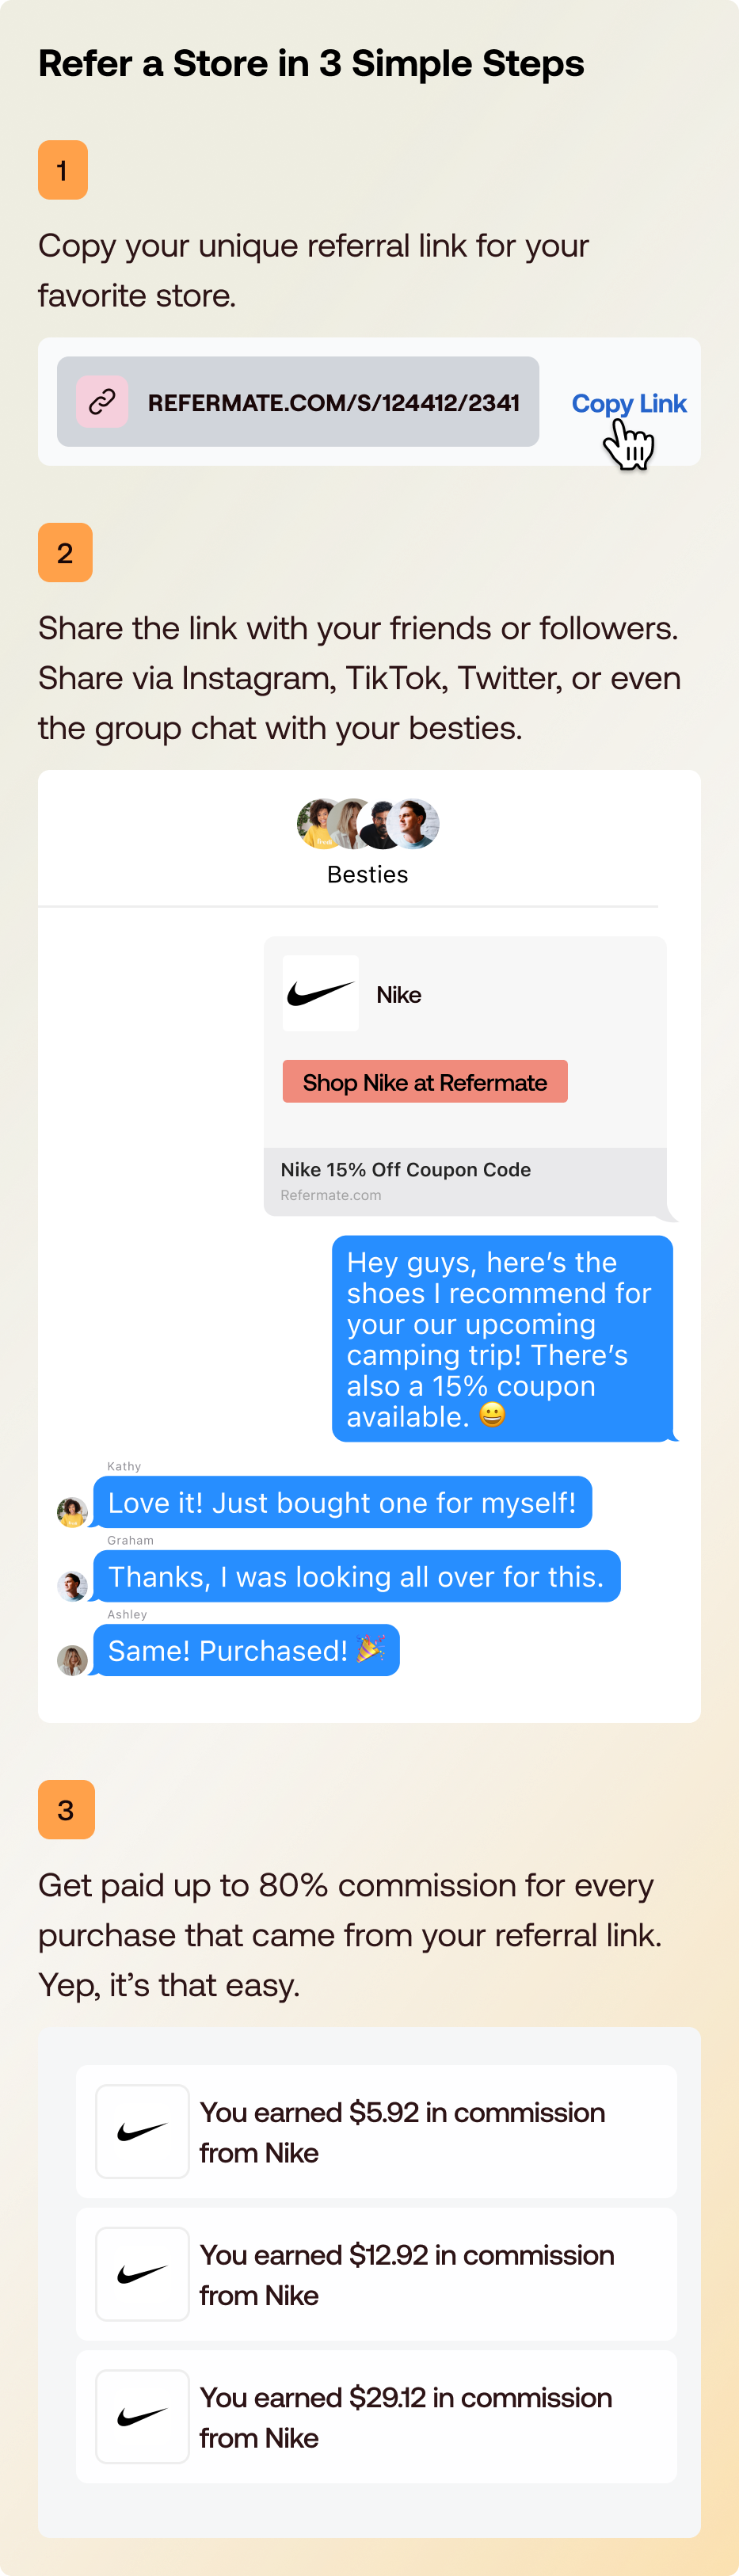 Refer a Store in 3 Simple Steps
1
Copy your unique referral link for your
favorite store.
REFERMATE.COM/S/124412/2341
Copy Link
2
Share the link with your friends or followers.
Share via Instagram, TikTok, Twitter, or even
the group chat with your besties.
Besties
Nike
Shop Nike at Refermate
Nike 15% Off Coupon Code
Refermate.com
Hey guys, here’s the
shoes I recommend for
your our upcoming
camping trip! There’s
also a 15% coupon
available. 😀
Kathy
Love it! Just bought one for myself!
Graham
Thanks, I was looking all over for this.
Ashley
Same! Purchased! 🎉
3
Get paid up to 80% commission for every
purchase that came from your referral link.
Yep, it’s that easy.
You earned $5.92 in commission
from Nike
You earned $12.92 in commission
from Nike
You earned $29.12 in commission
from Nike